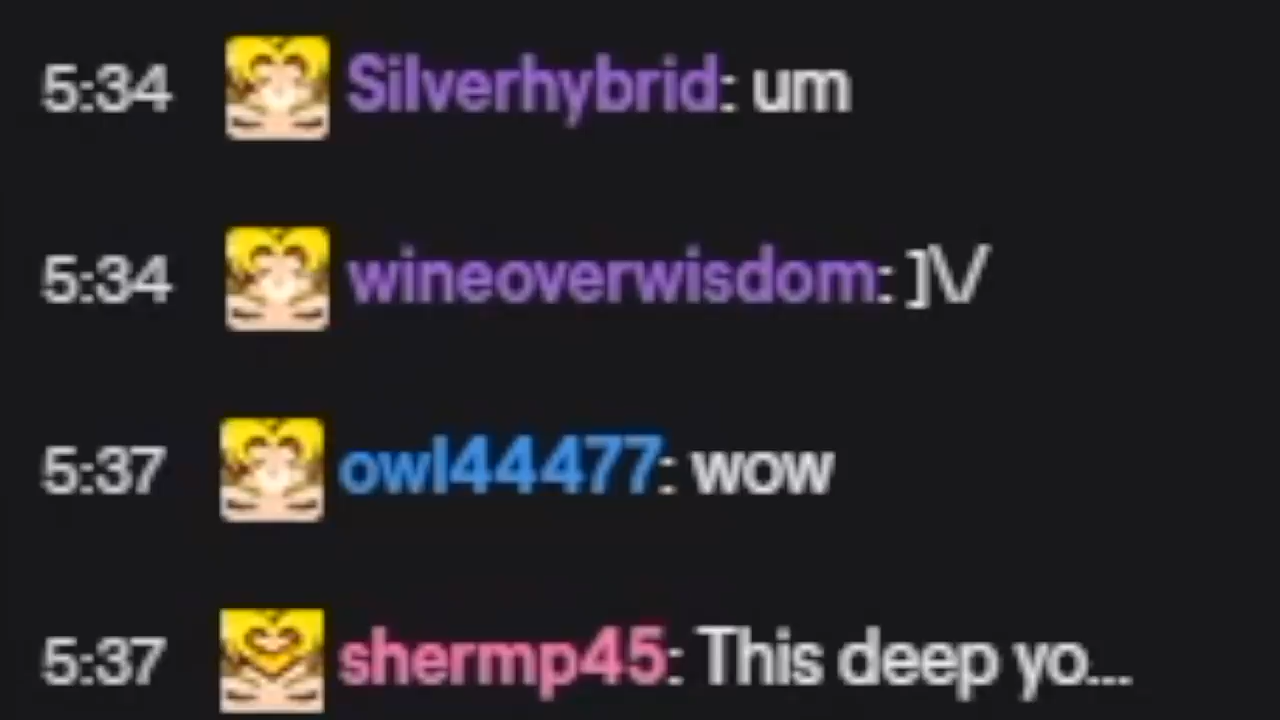 5:34 Silverhybrid: um
5:34 wineoverwisdom: ]\/
5:37 owl44477: wow
5:37 shermp45: This deep yo...